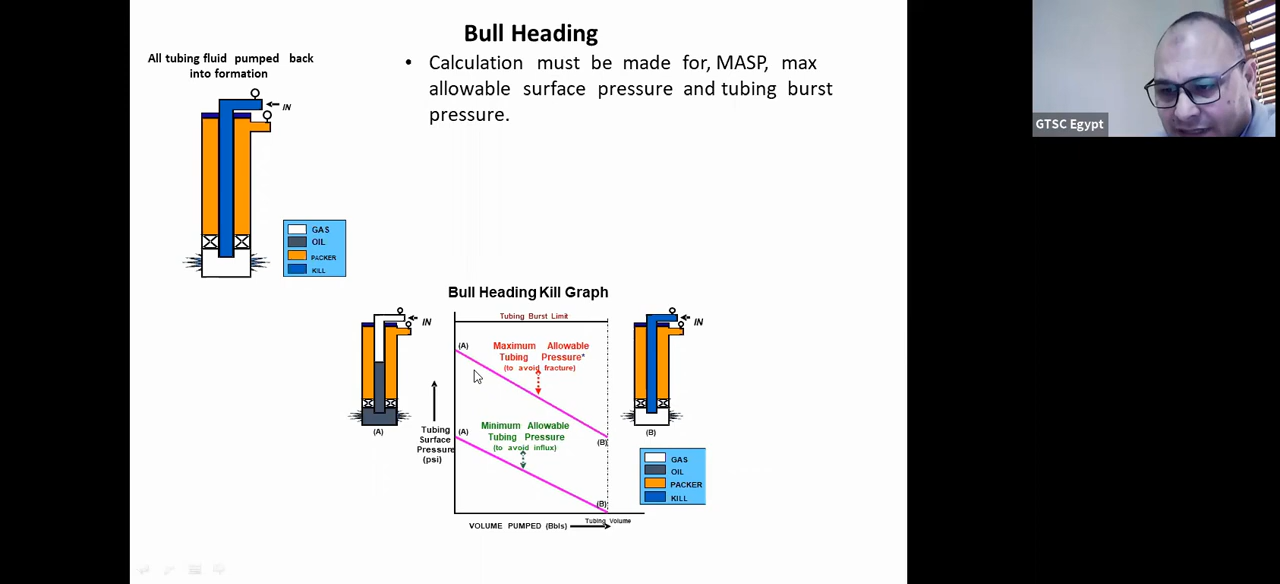 Bull Heading
All tubing fluid pumped back
into formation
• Calculation must be made for, MASP, max
allowable surface pressure and tubing burst
pressure.
IN
GAS
OIL
PACKER
KILL
GTSC Egypt
Bull Heading Kill Graph
IN
(A)
Tubing Burst Limit
(A)
Maximum Allowable
Tubing Pressure*
(to avoid fracture)
(B)
Tubing
Surface
Pressure
(psi)
(A)
Minimum Allowable
Tubing Pressure
(to avoid influx)
(B)
VOLUME PUMPED (Bbls)
Tubing Volume
IN
(B)
GAS
OIL
PACKER
KILL